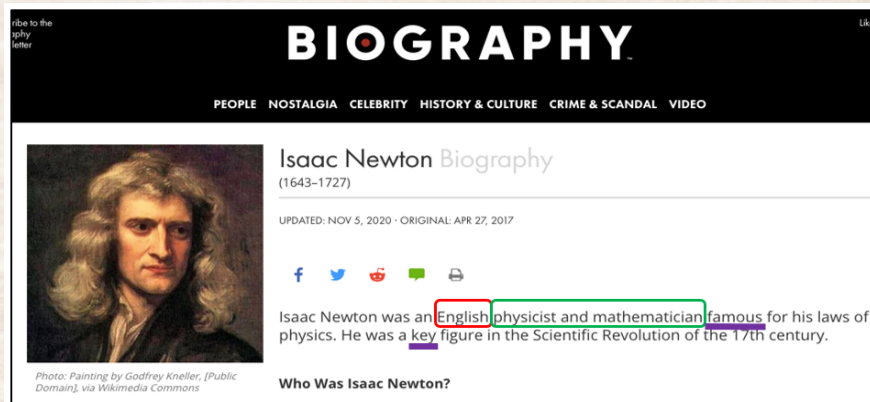 ribe to the
letter
Lik
BIOGRAPHY
PEOPLE NOSTALGIA CELEBRITY HISTORY & CULTURE CRIME & SCANDAL VIDEO
Isaac Newton Biography
(1643–1727)
UPDATED: NOV 5, 2020 · ORIGINAL: APR 27, 2017
Isaac Newton was an English physicist and mathematician famous for his laws of
physics. He was a key figure in the Scientific Revolution of the 17th century.
Photo: Painting by Godfrey Kneller, [Public
Domain], via Wikimedia Commons
Who Was Isaac Newton?